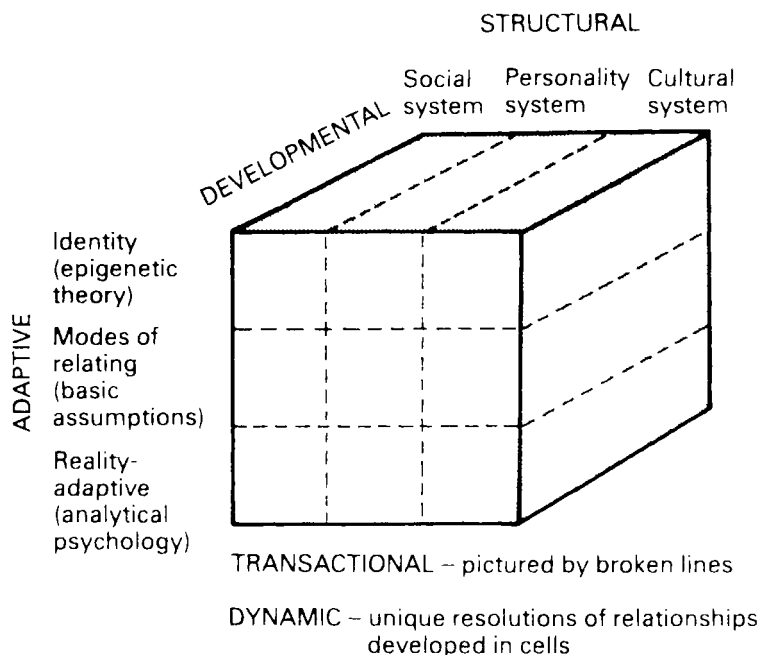 STRUCTURAL
Social Personality Cultural
system system system
DEVELOPMENTAL
ADAPTIVE
Identity
(epigenetic
theory)
Modes of
relating
(basic
assumptions)
Reality-
adaptive
(analytical
psychology)
TRANSACTIONAL – pictured by broken lines
DYNAMIC – unique resolutions of relationships
developed in cells